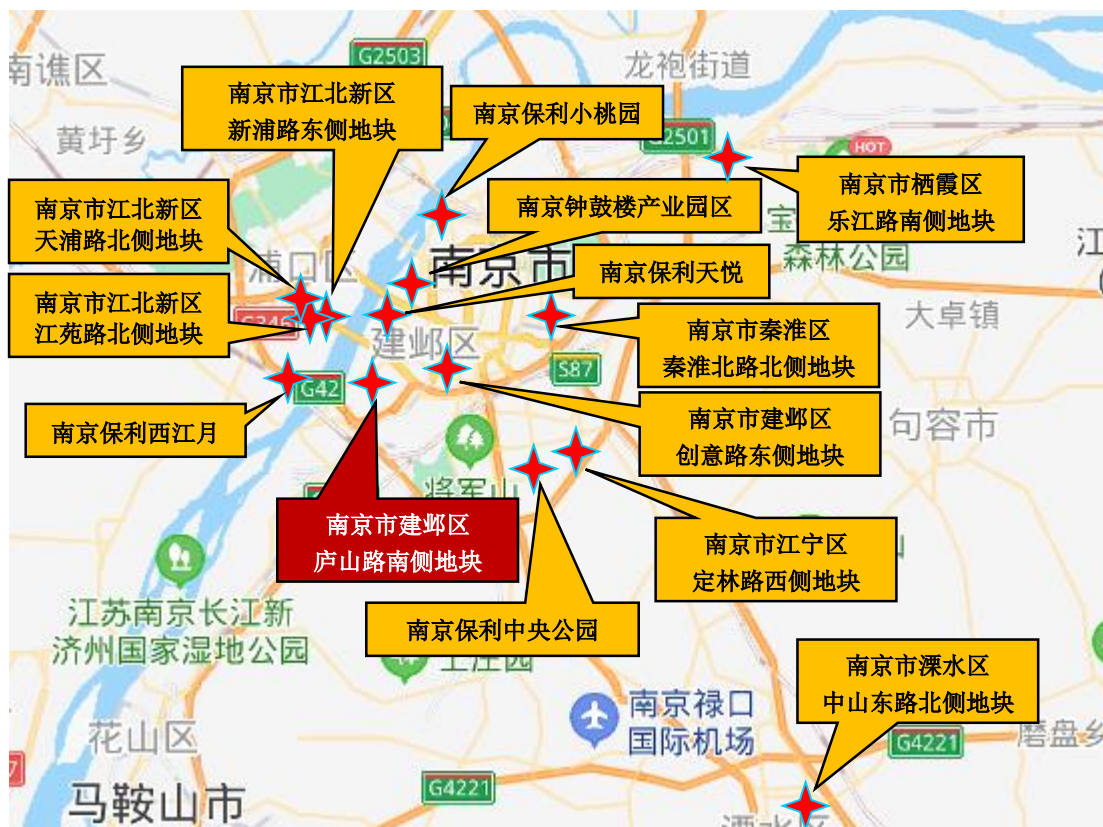 G2503
南谯区
龙袍街道
南京市江北新区
新浦路东侧地块
南京保利小桃园
黄圩乡
G2501
HOT
南京市栖霞区
乐江路南侧地块
南京市江北新区
天浦路北侧地块
南京钟鼓楼产业园区
宝
森林公园
江
浦口区
南京市
南京保利天悦
南京市江北新区
江苑路北侧地块
建邺区
大卓镇
南京市秦淮区
秦淮北路北侧地块
S87
G42
南京保利西江月
南京市建邺区
创意路东侧地块
句容市
将军山
南京市建邺区
庐山路南侧地块
南京市江宁区
定林路西侧地块
江苏南京长江新
济州国家湿地公园
南京保利中央公园
南京市溧水区
中山东路北侧地块
南京禄口
国际机场
花山区
G4221
磨盘乡
G4221
马鞍山市
溧水区